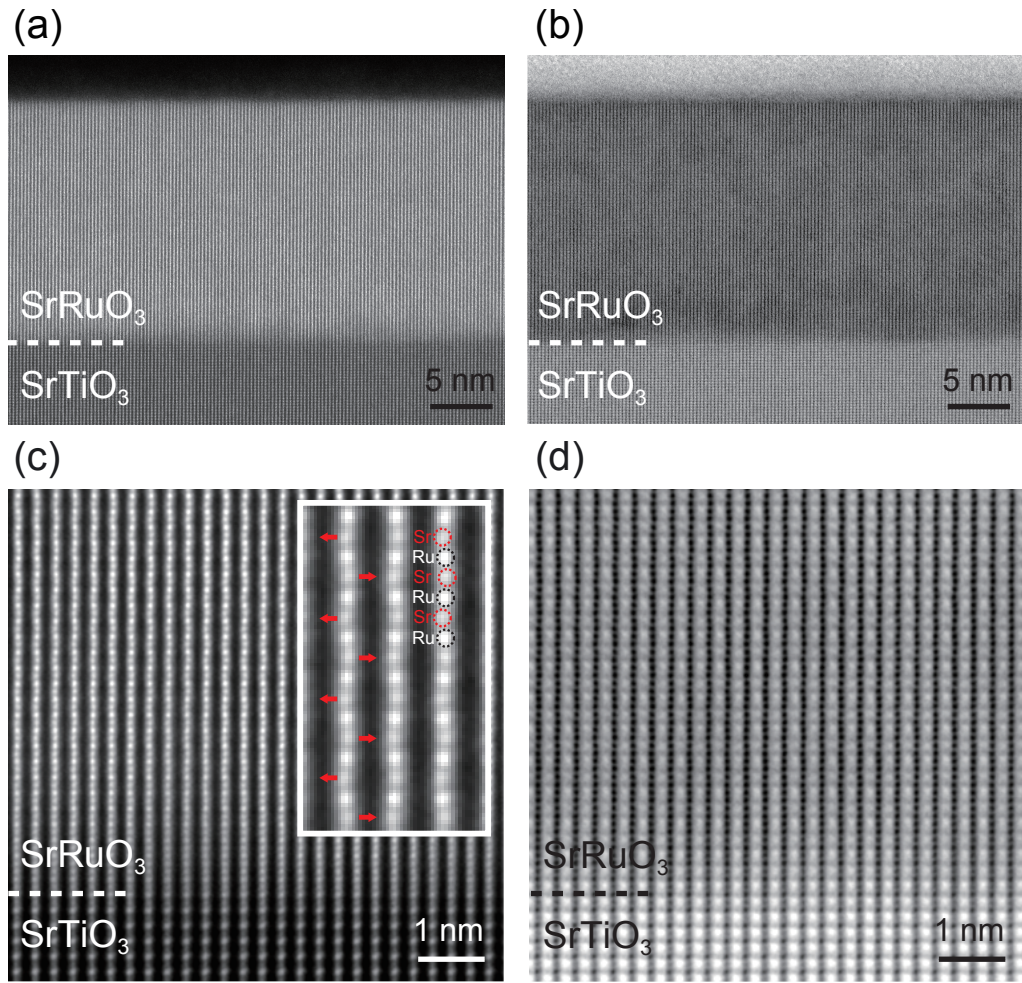 (a)
SrRuO₃
SrTiO₃
5 nm
(b)
SrRuO₃
SrTiO₃
5 nm
(c)
Sr
Ru
Sr
Ru
Sr
Ru
SrRuO₃
SrTiO₃
1 nm
(d)
SrRuO₃
SrTiO₃
1 nm